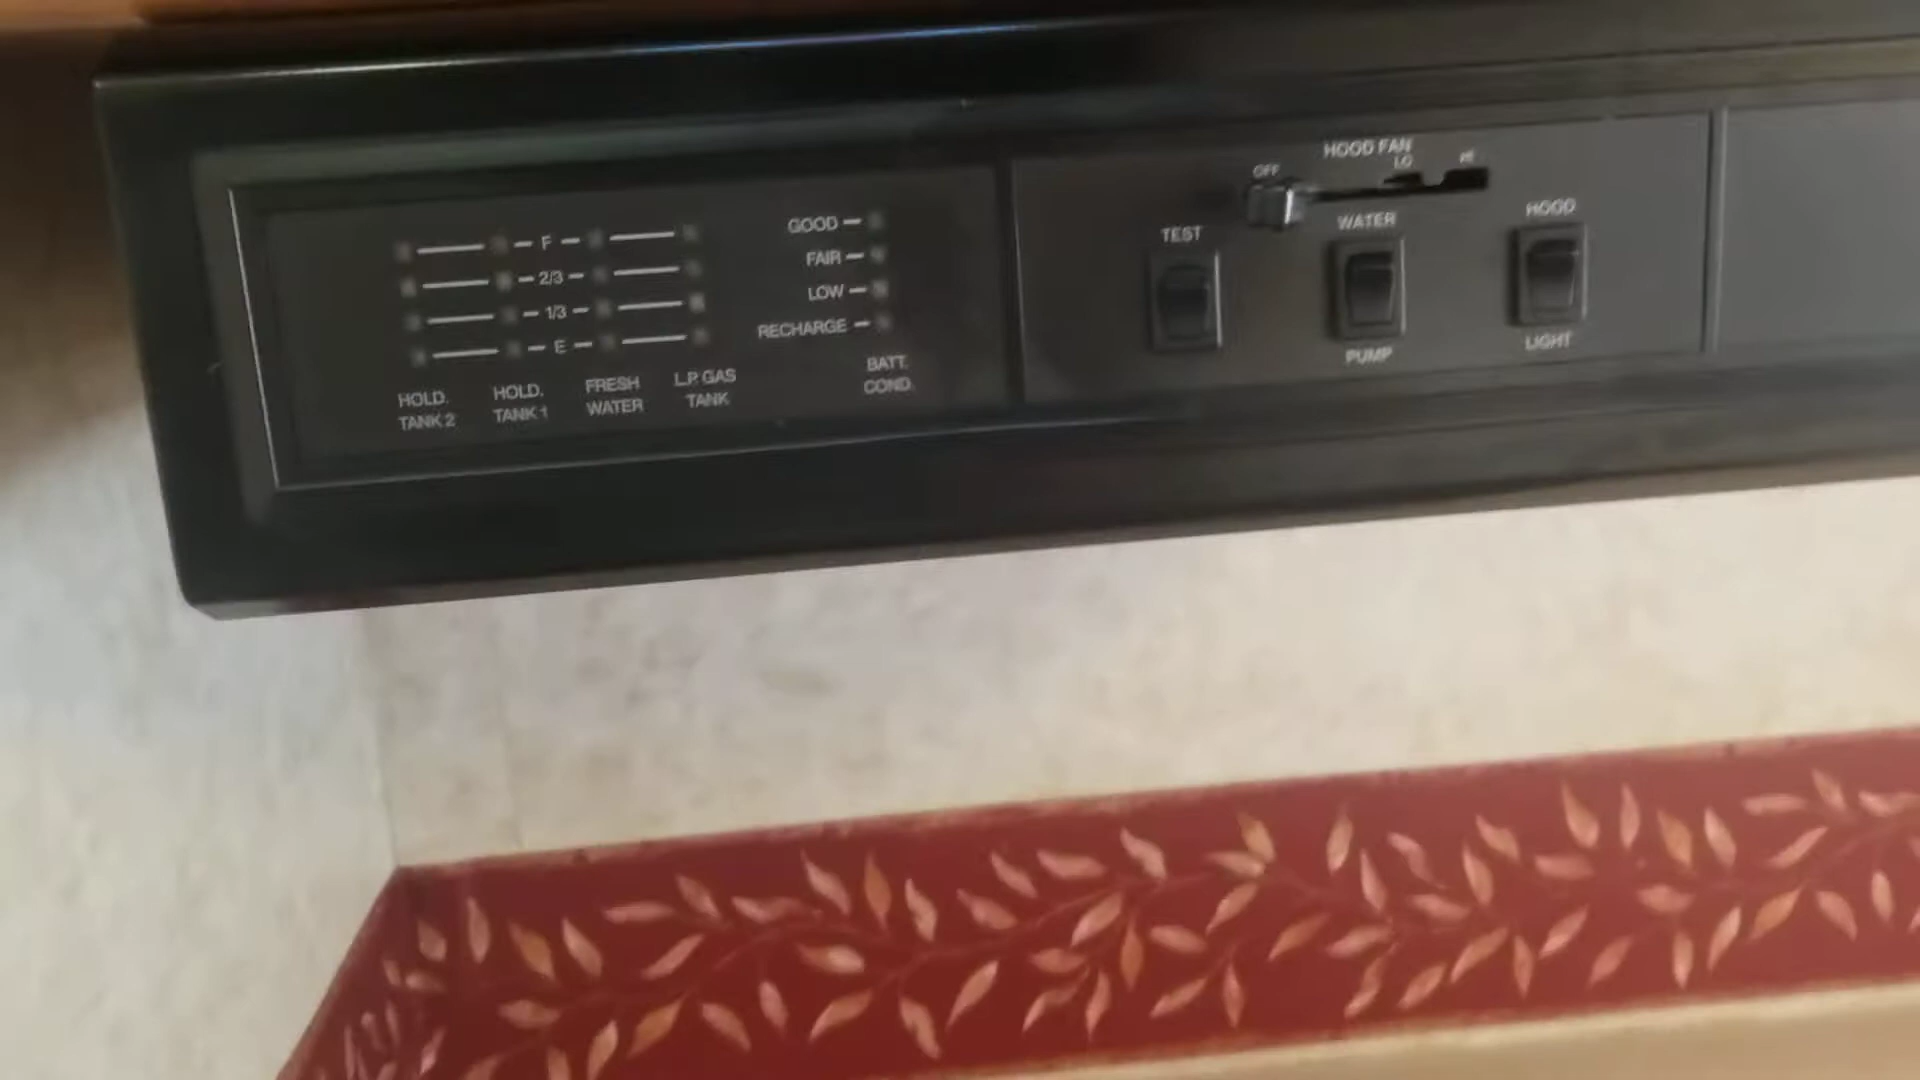 F
2/3
1/3
E
HOLD.
TANK 2
HOLD.
TANK 1
FRESH
WATER
L.P. GAS
TANK
GOOD
FAIR
LOW
RECHARGE
BATT.
COND.
HOOD FAN
OFF
LO
HI
TEST
WATER
PUMP
HOOD
LIGHT